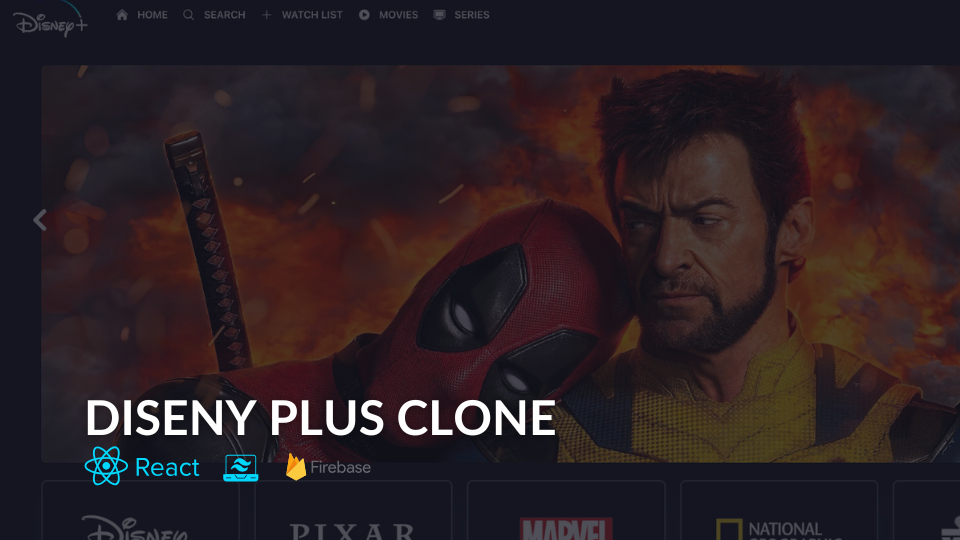 Disney+
HOME SEARCH WATCH LIST MOVIES SERIES
DISENY PLUS CLONE
React Firebase
Disney PIXAR MARVEL NATIONAL
GEOGRAPHIC